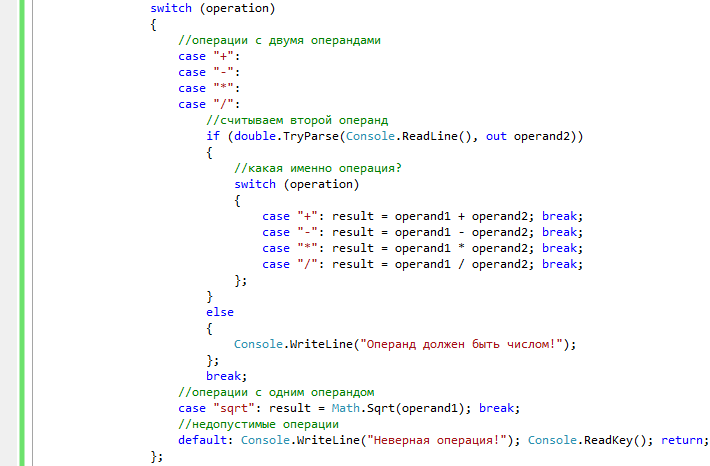 switch (operation)
{
    //операции с двумя операндами
    case "+":
    case "-":
    case "*":
    case "/":
        //считываем второй операнд
        if (double.TryParse(Console.ReadLine(), out operand2))
        {
            //какая именно операция?
            switch (operation)
            {
                case "+": result = operand1 + operand2; break;
                case "-": result = operand1 - operand2; break;
                case "*": result = operand1 * operand2; break;
                case "/": result = operand1 / operand2; break;
            };
        }
        else
        {
            Console.WriteLine("Операнд должен быть числом!");
        };
        break;
    //операции с одним операндом
    case "sqrt": result = Math.Sqrt(operand1); break;
    //недопустимые операции
    default: Console.WriteLine("Неверная операция!"); Console.ReadKey(); return;
};